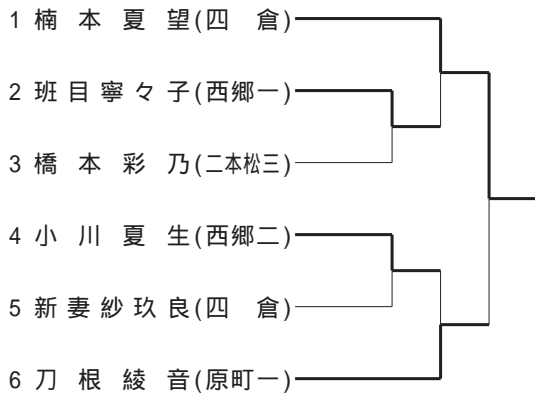 1 楠本夏望(四倉)
2 班目寧々子(西郷一)
3 橋本彩乃(二本松三)
4 小川夏生(西郷二)
5 新妻紗玖良(四倉)
6 刀根綾音(原町一)